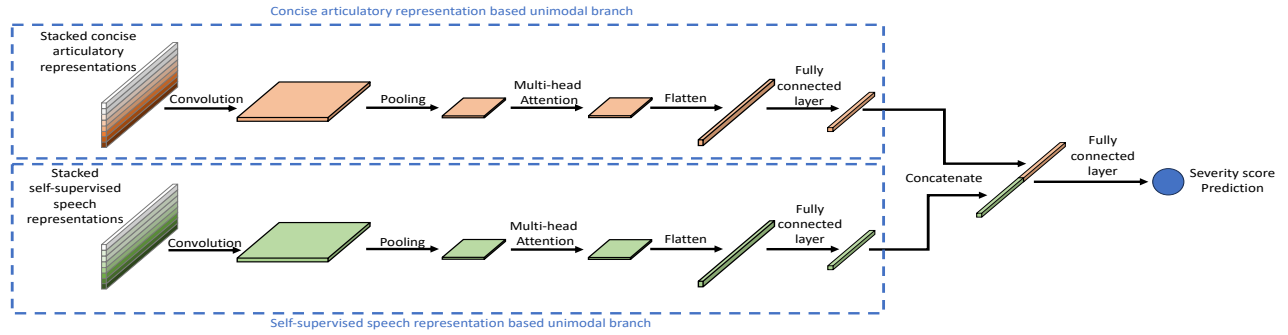 Concise articulatory representation based unimodal branch
Stacked concise
articulatory
representations
Convolution
Pooling
Multi-head
Attention
Flatten
Fully
connected
layer
Stacked
self-supervised
speech
representations
Convolution
Pooling
Multi-head
Attention
Flatten
Fully
connected
layer
Concatenate
Fully
connected
layer
Severity score
Prediction
Self-supervised speech representation based unimodal branch